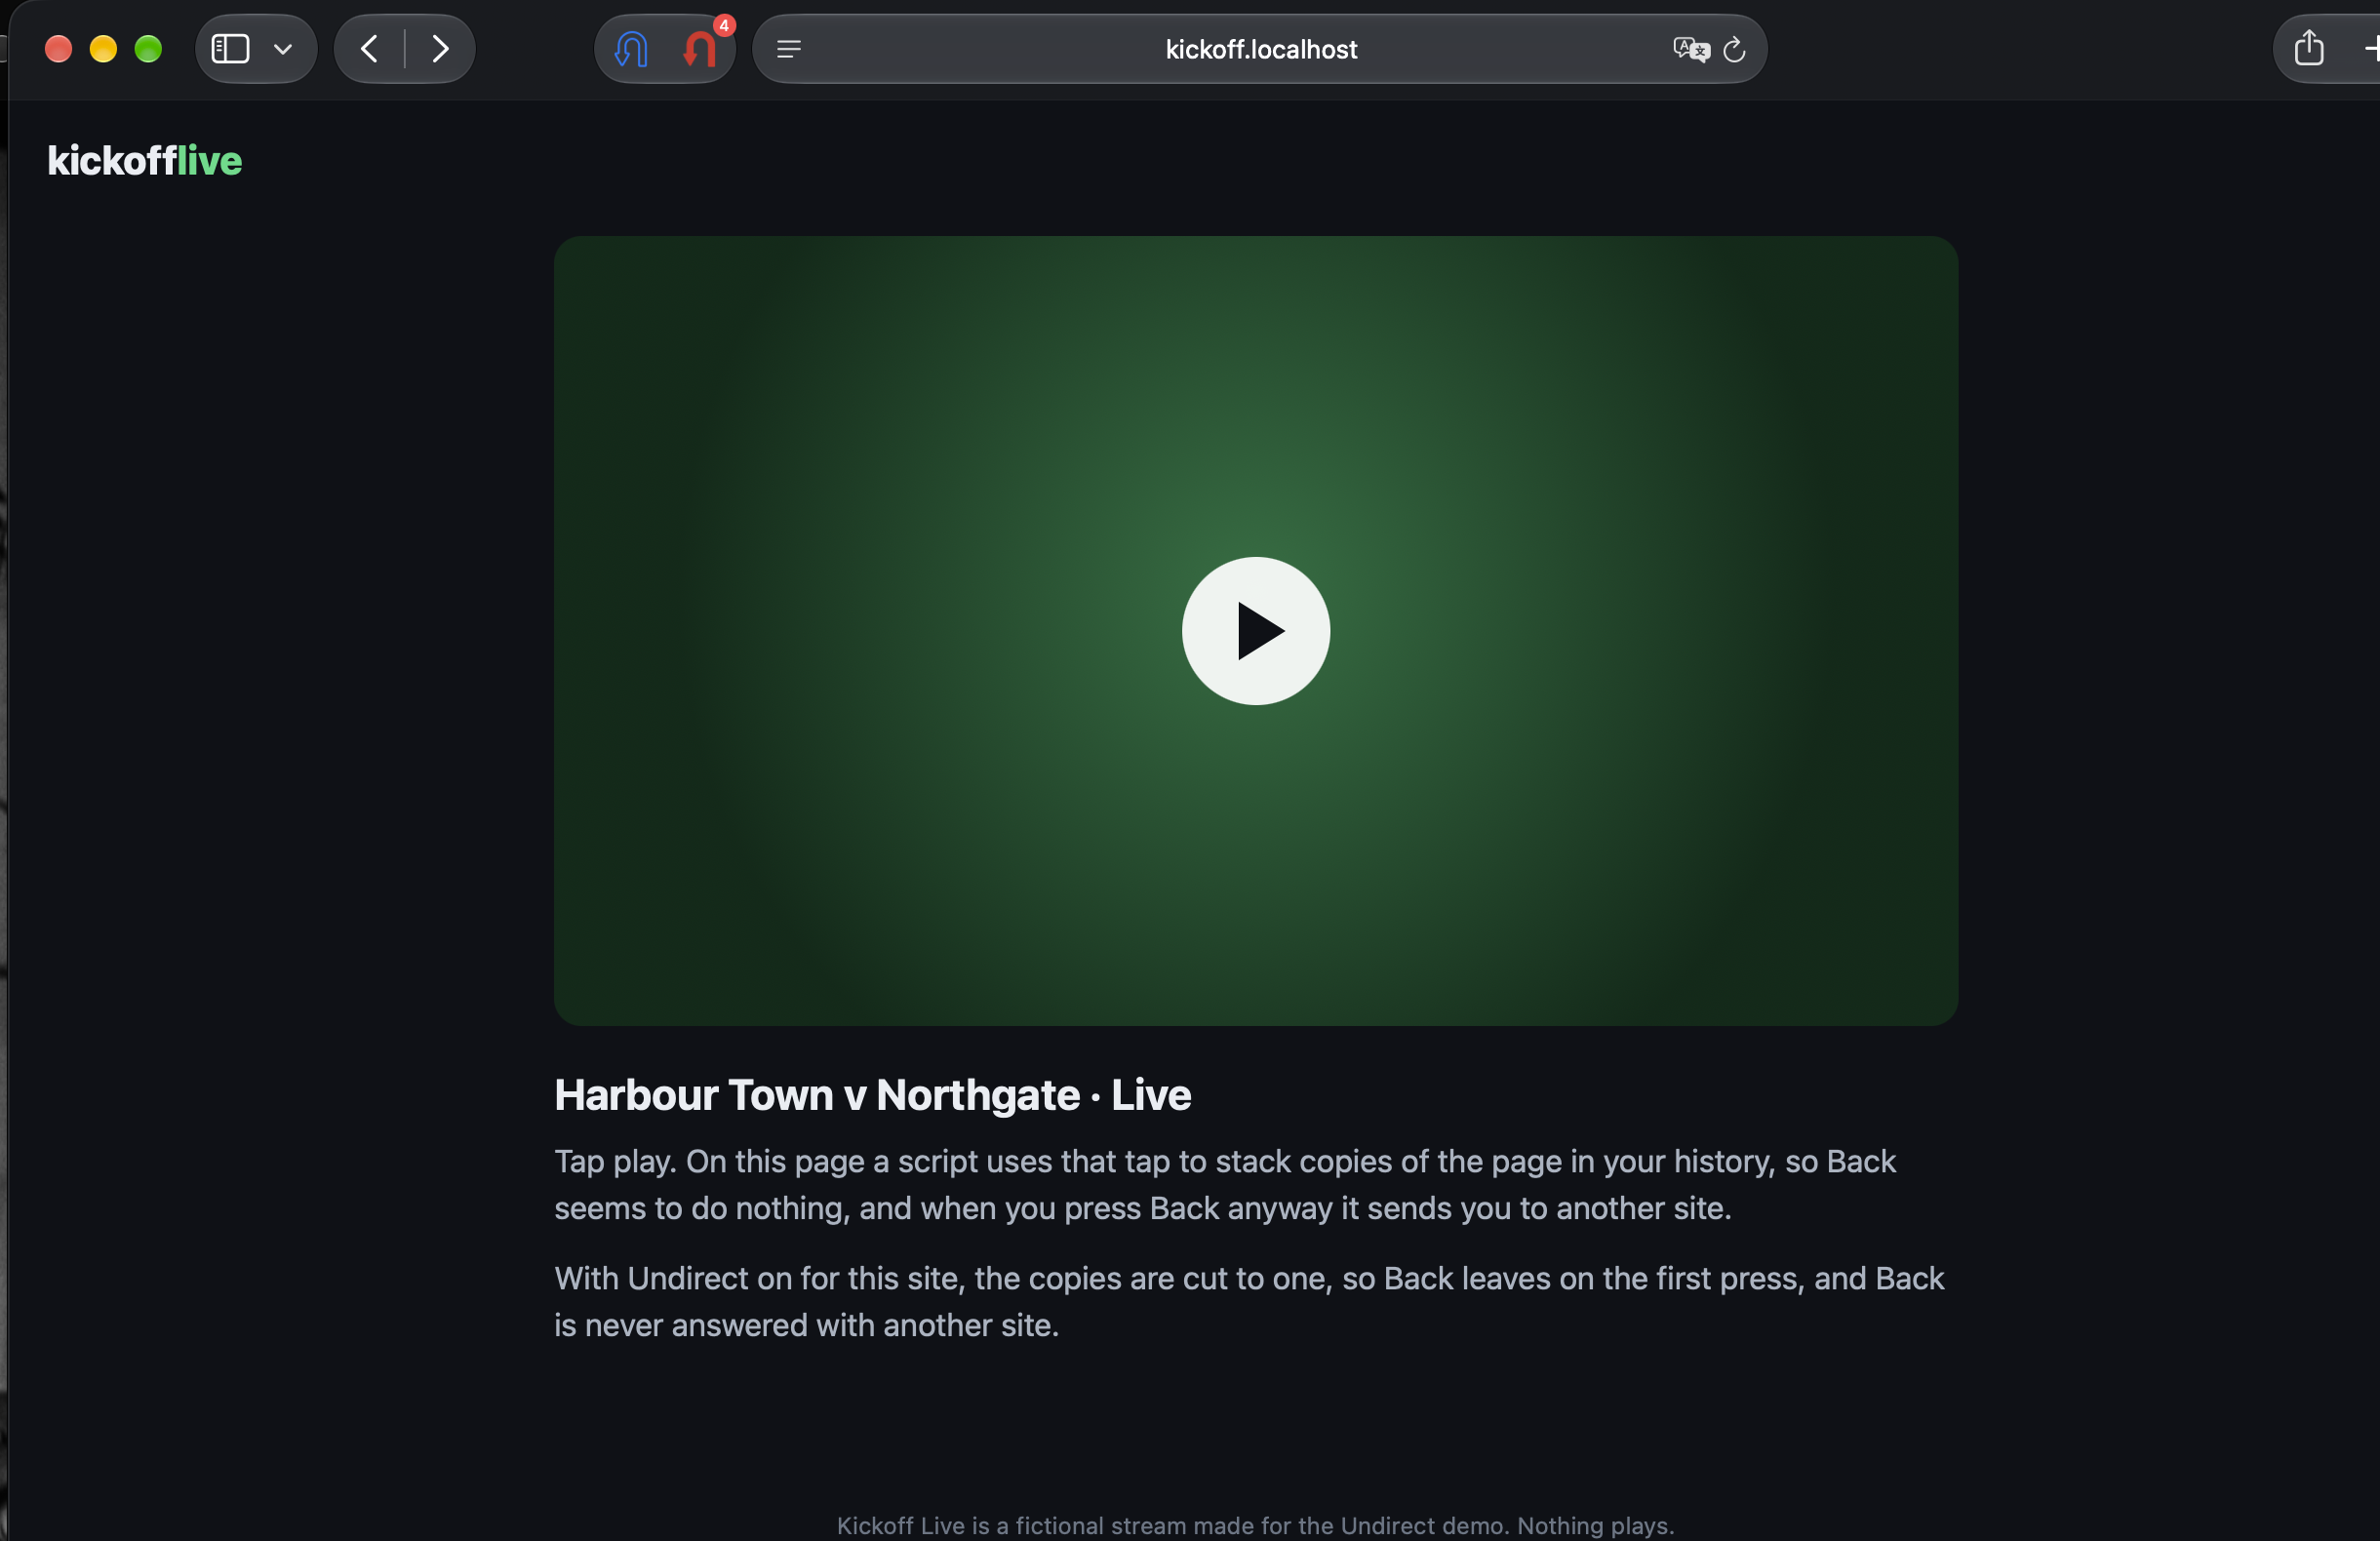 4
kickoff.localhost
kickofflive
Harbour Town v Northgate · Live
Tap play. On this page a script uses that tap to stack copies of the page in your history, so Back
seems to do nothing, and when you press Back anyway it sends you to another site.
With Undirect on for this site, the copies are cut to one, so Back leaves on the first press, and Back
is never answered with another site.
Kickoff Live is a fictional stream made for the Undirect demo. Nothing plays.